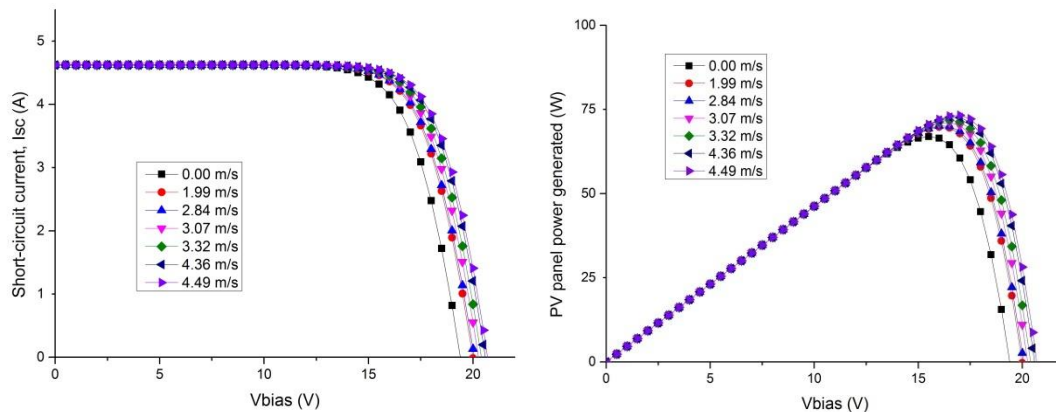 Short-circuit current, Isc (A)
5
4
3
2
1
0
0.00 m/s
1.99 m/s
2.84 m/s
3.07 m/s
3.32 m/s
4.36 m/s
4.49 m/s
0 5 10 15 20
Vbias (V)
PV panel power generated (W)
100
75
50
25
0
0.00 m/s
1.99 m/s
2.84 m/s
3.07 m/s
3.32 m/s
4.36 m/s
4.49 m/s
0 5 10 15 20
Vbias (V)